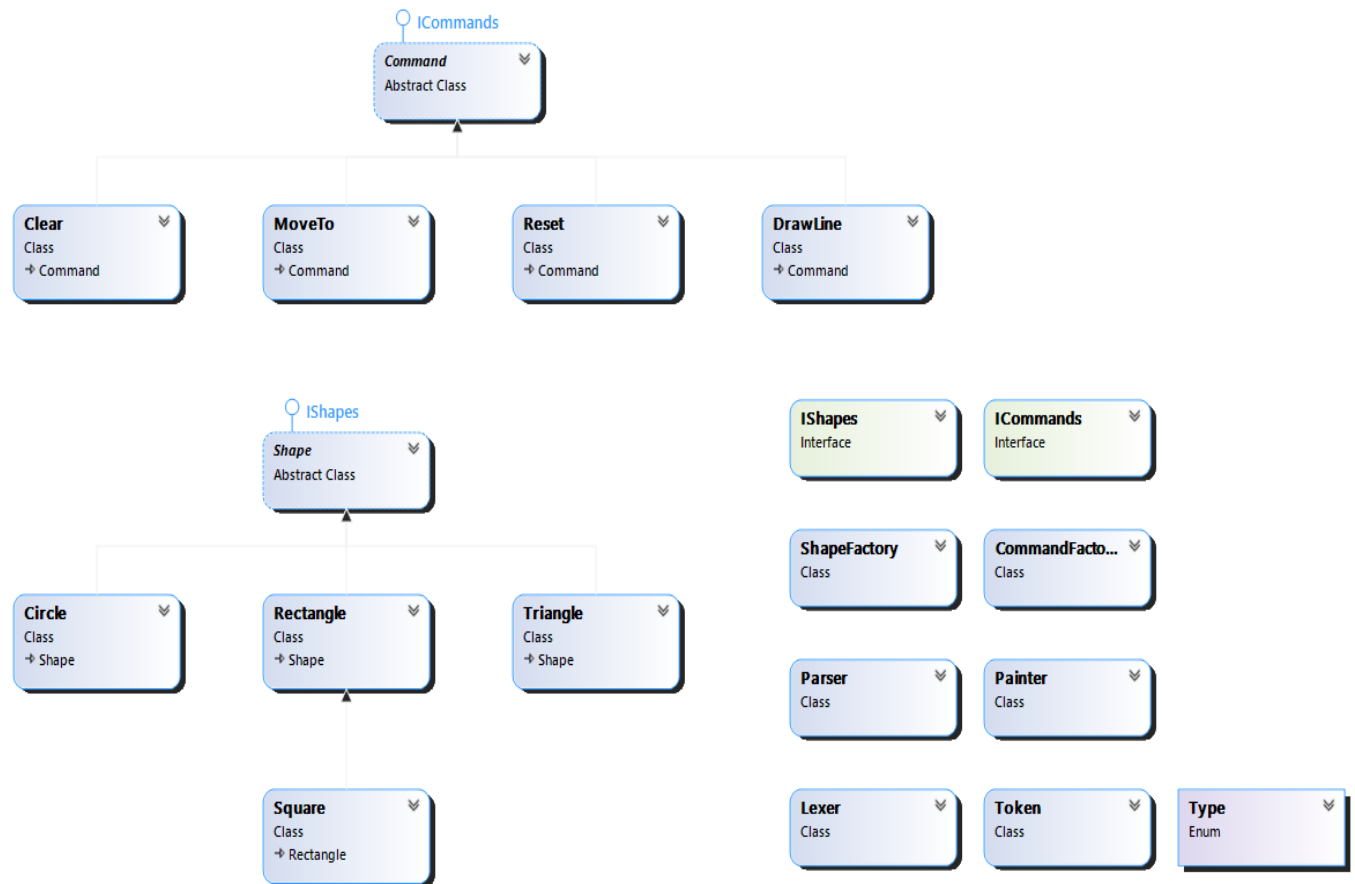 ICommands
Command
Abstract Class
Clear
Class
Command
MoveTo
Class
Command
Reset
Class
Command
DrawLine
Class
Command
IShapes
Shape
Abstract Class
IShapes
Interface
ICommands
Interface
ShapeFactory
Class
CommandFacto...
Class
Circle
Class
Shape
Rectangle
Class
Shape
Triangle
Class
Shape
Parser
Class
Painter
Class
Square
Class
Rectangle
Lexer
Class
Token
Class
Type
Enum